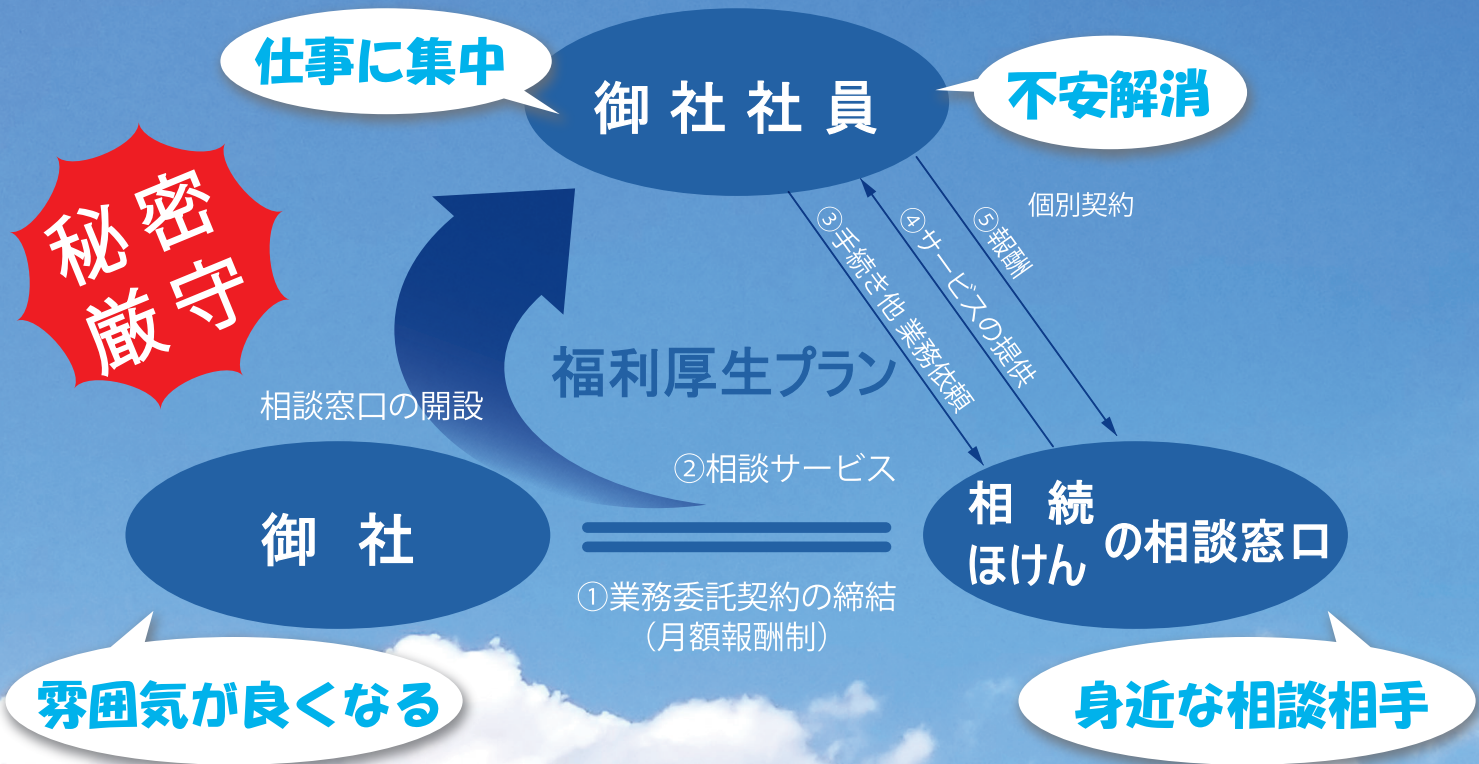 仕事に集中
御社社員
不安解消
秘密
厳守
個別契約
③手続き他 業務依頼
④サービスの提供
⑤報酬
福利厚生プラン
相談窓口の開設
②相談サービス
御社
相続
ほけん
の相談窓口
①業務委託契約の締結
（月額報酬制）
雰囲気が良くなる
身近な相談相手